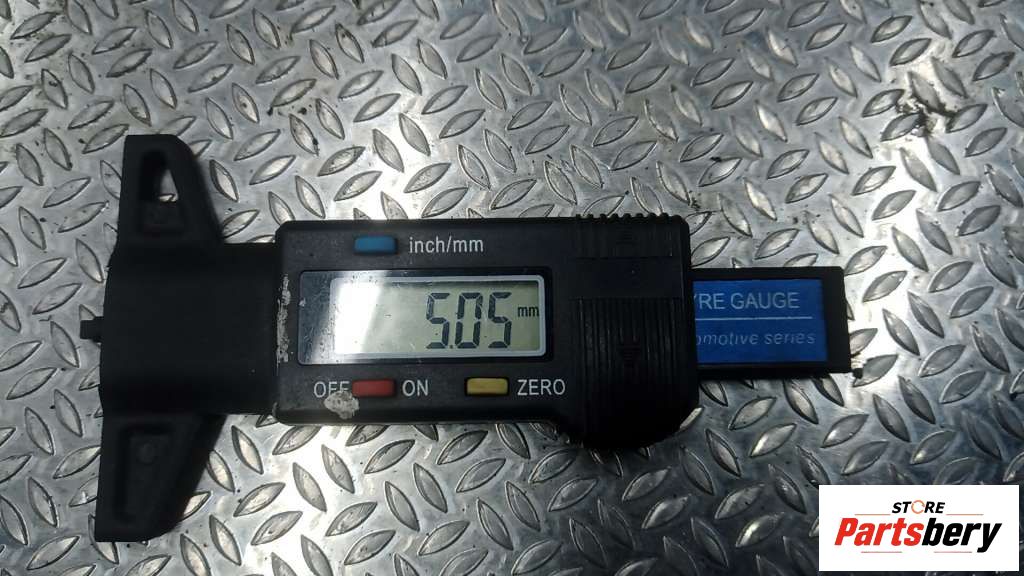 inch/mm
5.05 mm
OFF ON ZERO
YRE GAUGE
omotive series
STORE
Partsbery